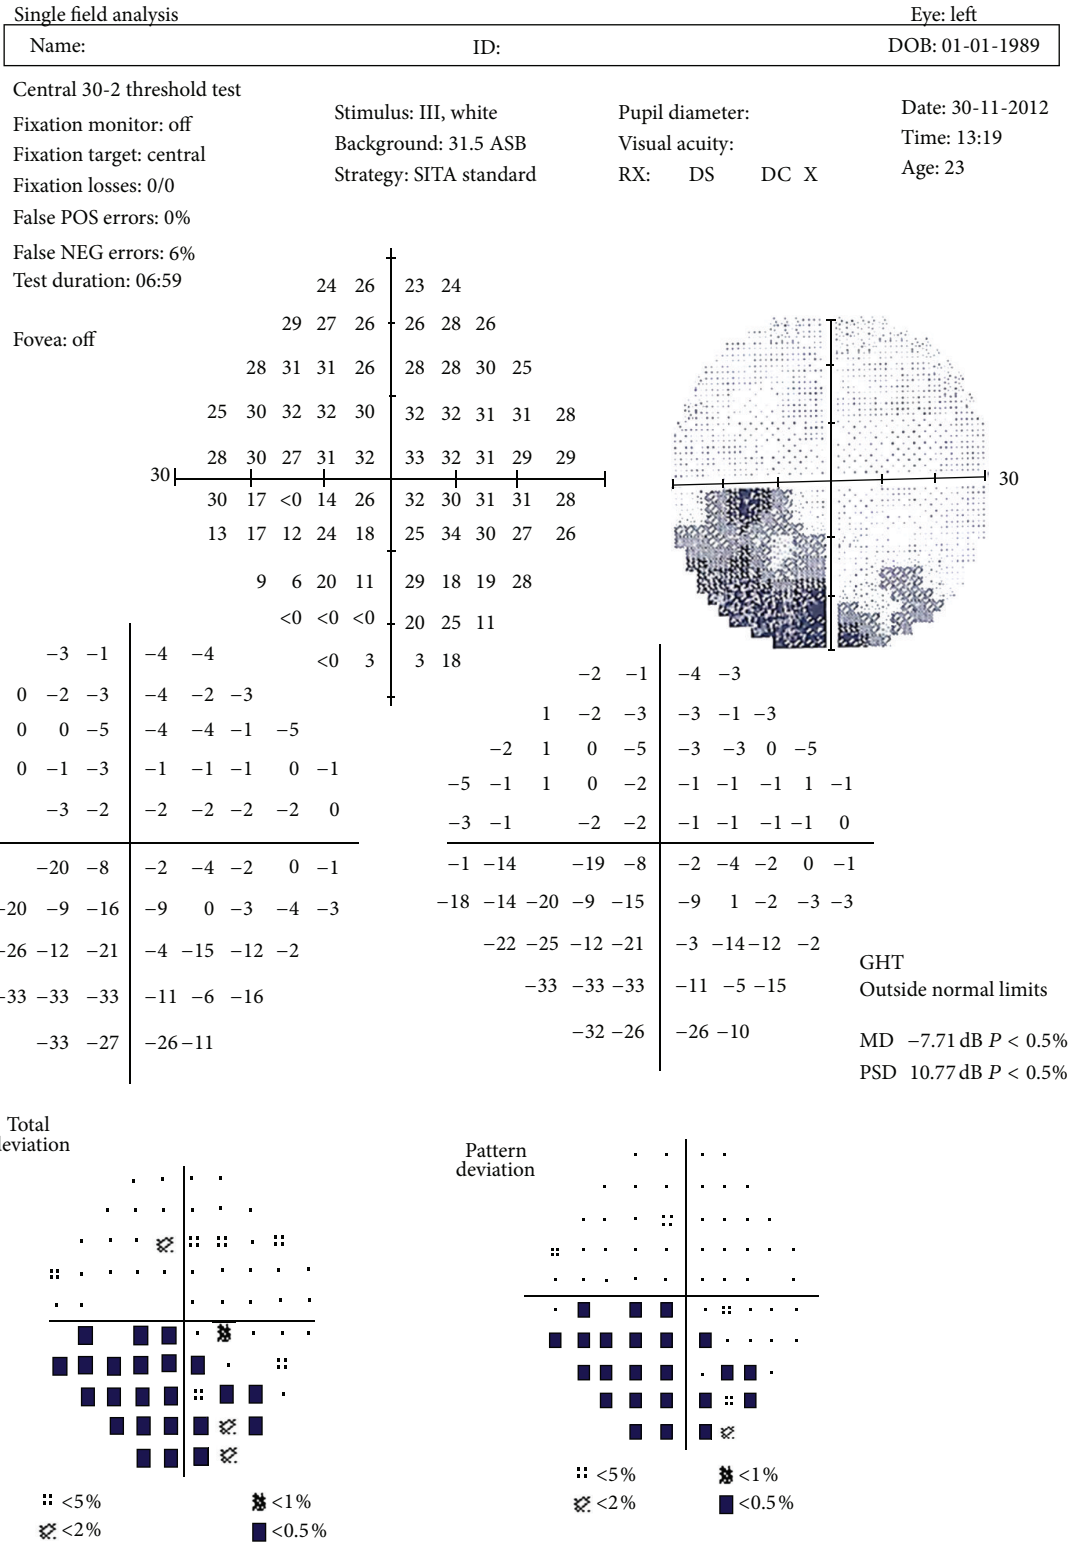 Single field analysis Eye: left
Name: ID: DOB: 01-01-1989
Central 30-2 threshold test
Fixation monitor: off
Fixation target: central
Fixation losses: 0/0
False POS errors: 0%
False NEG errors: 6%
Test duration: 06:59
Fovea: off
Stimulus: III, white
Background: 31.5 ASB
Strategy: SITA standard
Pupil diameter:
Visual acuity:
RX: DS DC X
Date: 30-11-2012
Time: 13:19
Age: 23
24 26 23 24
29 27 26 26 28 26
28 31 31 26 28 28 30 25
25 30 32 32 30 32 32 31 31 28
28 30 27 31 32 33 32 31 29 29
30
30 17 <0 14 26 32 30 31 31 28
13 17 12 24 18 25 34 30 27 26
9 6 20 11 29 18 19 28
<0 <0 <0 20 25 11
<0 3 3 18
30
−3 −1 −4 −4
0 −2 −3 −4 −2 −3
0 0 −5 −4 −4 −1 −5
0 −1 −3 −1 −1 −1 0 −1
−3 −2 −2 −2 −2 −2 0
−20 −8 −2 −4 −2 0 −1
−20 −9 −16 −9 0 −3 −4 −3
−26 −12 −21 −4 −15 −12 −2
−33 −33 −33 −11 −6 −16
−33 −27 −26 −11
−2 −1 −4 −3
1 −2 −3 −3 −1 −3
−2 1 0 −5 −3 −3 0 −5
−5 −1 1 0 −2 −1 −1 −1 1 −1
−3 −1 −2 −2 −1 −1 −1 −1 0
−1 −14 −19 −8 −2 −4 −2 0 −1
−18 −14 −20 −9 −15 −9 1 −2 −3 −3
−22 −25 −12 −21 −3 −14 −12 −2
−33 −33 −33 −11 −5 −15
−32 −26 −26 −10
GHT
Outside normal limits
MD −7.71 dB P < 0.5%
PSD 10.77 dB P < 0.5%
Total
deviation
Pattern
deviation
<5% <1%
<2% <0.5%
<5% <1%
<2% <0.5%